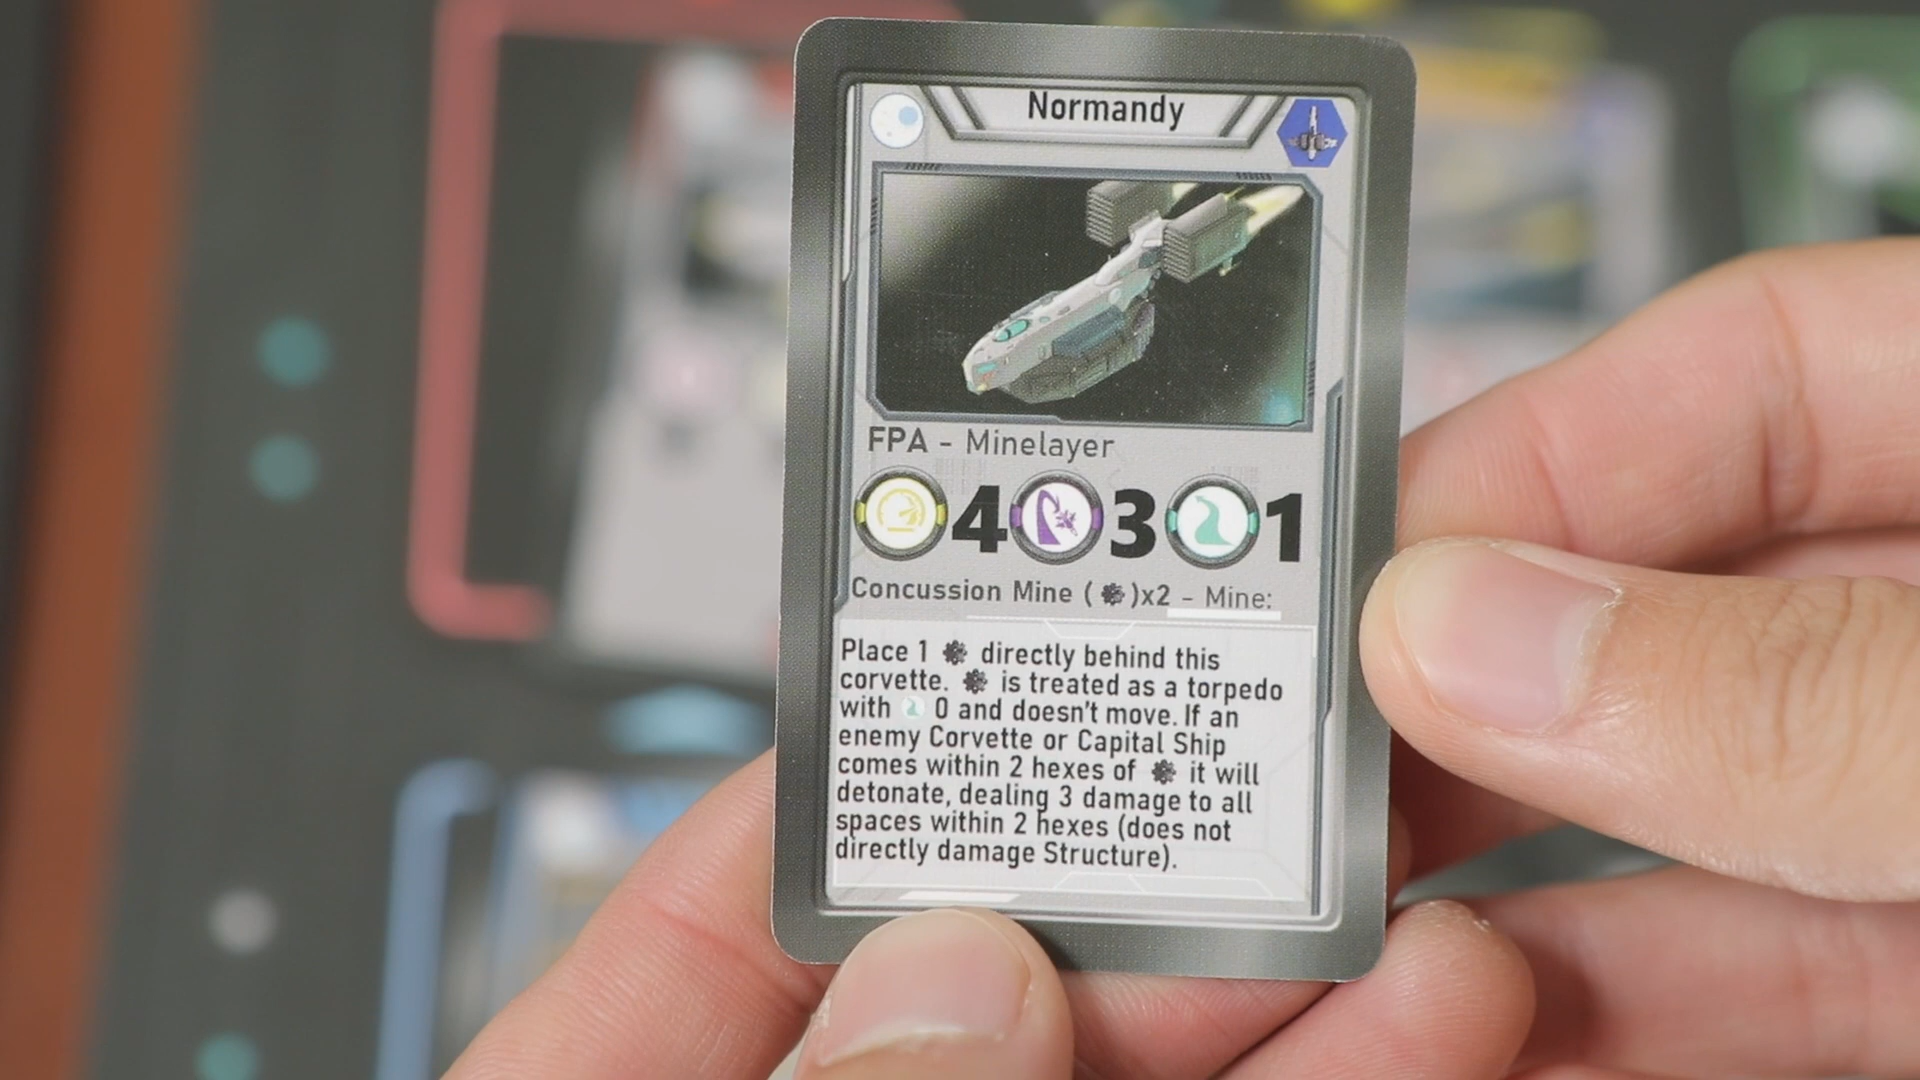 Normandy
FPA - Minelayer
4 3 1
Concussion Mine ( )x2 - Mine:
Place 1 directly behind this
corvette. is treated as a torpedo
with 0 and doesn't move. If an
enemy Corvette or Capital Ship
comes within 2 hexes of it will
detonate, dealing 3 damage to all
spaces within 2 hexes (does not
directly damage Structure).